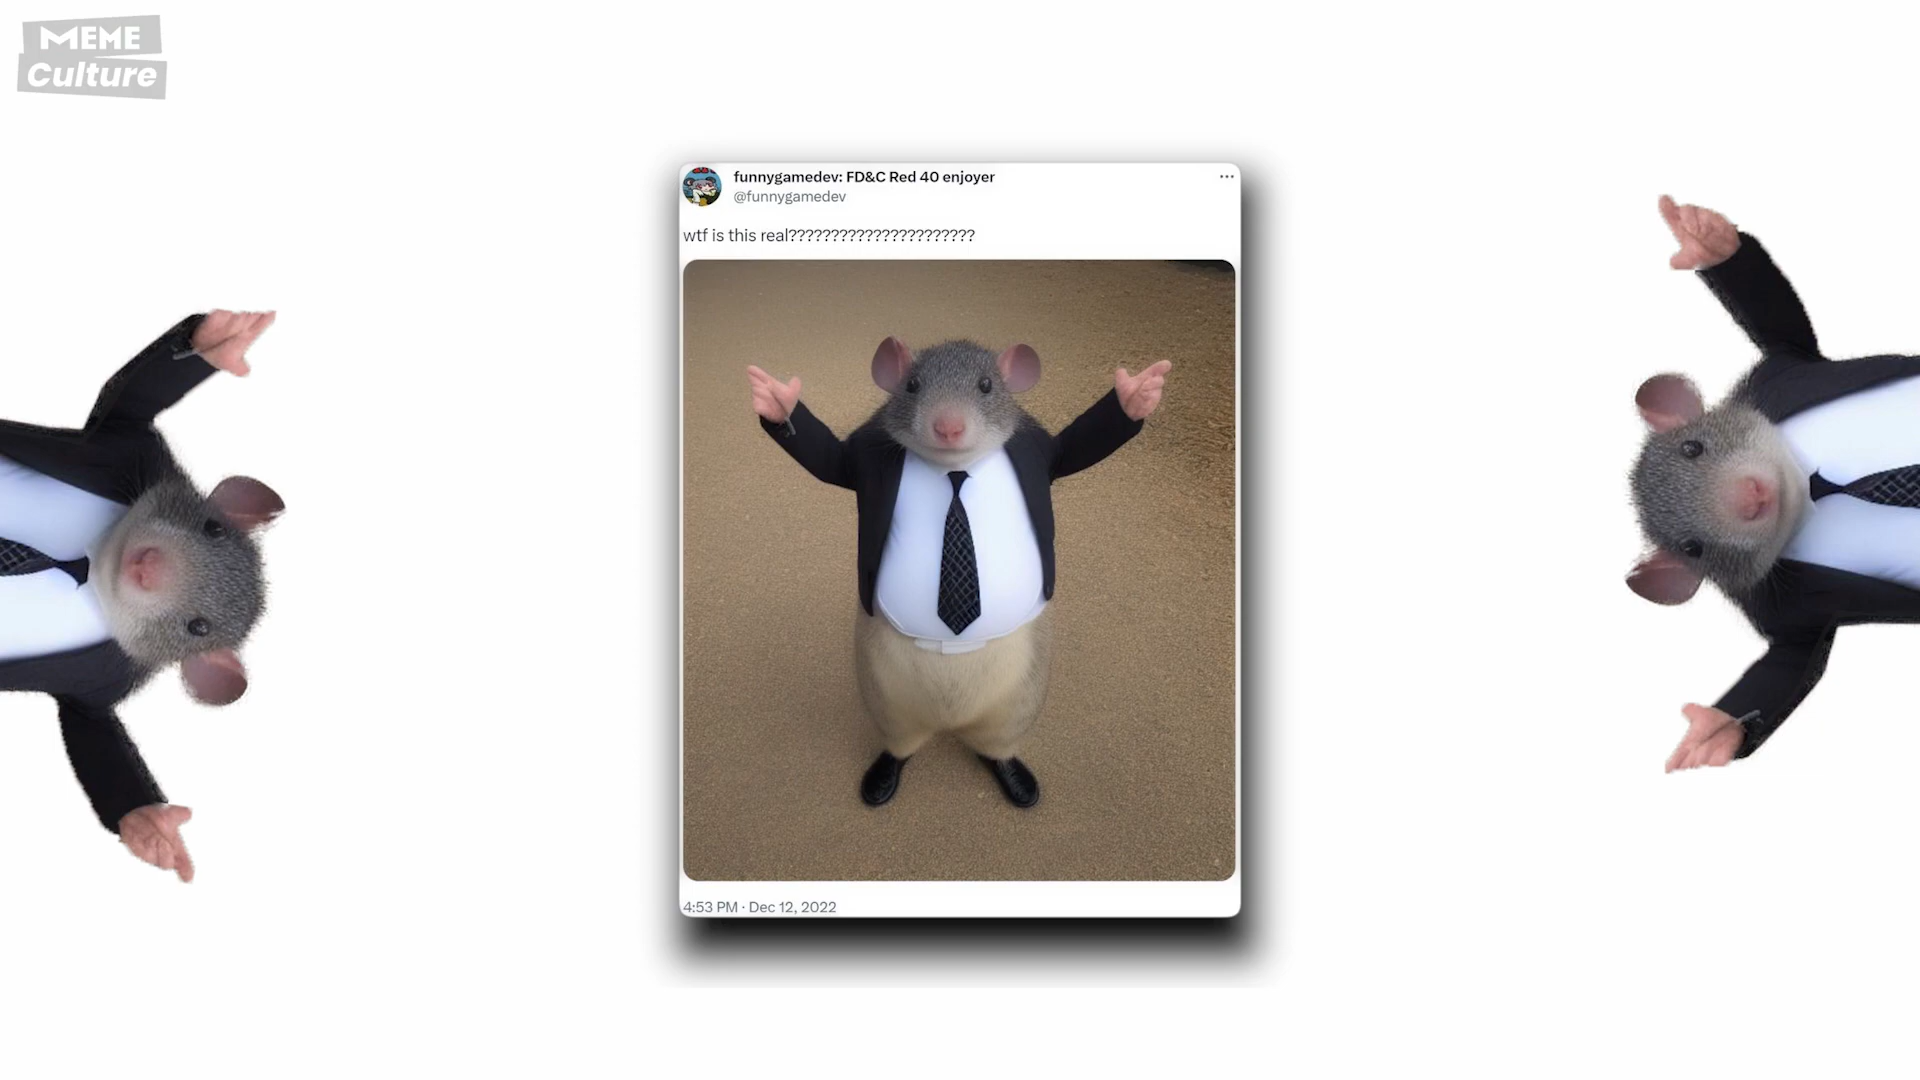 MEME
Culture
funnygamedev: FD&C Red 40 enjoyer
@funnygamedev
wtf is this real??????????????????????
4:53 PM · Dec 12, 2022